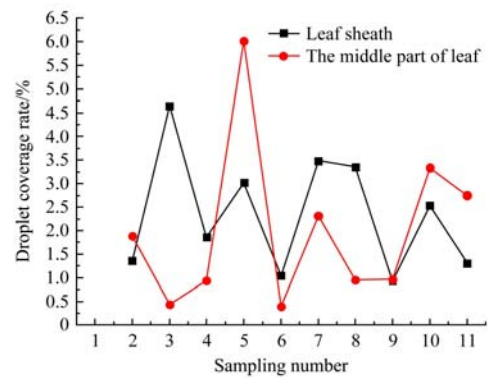 Droplet coverage rate/%
6.5
6.0
5.5
5.0
4.5
4.0
3.5
3.0
2.5
2.0
1.5
1.0
0.5
0
Leaf sheath
The middle part of leaf
1 2 3 4 5 6 7 8 9 10 11
Sampling number